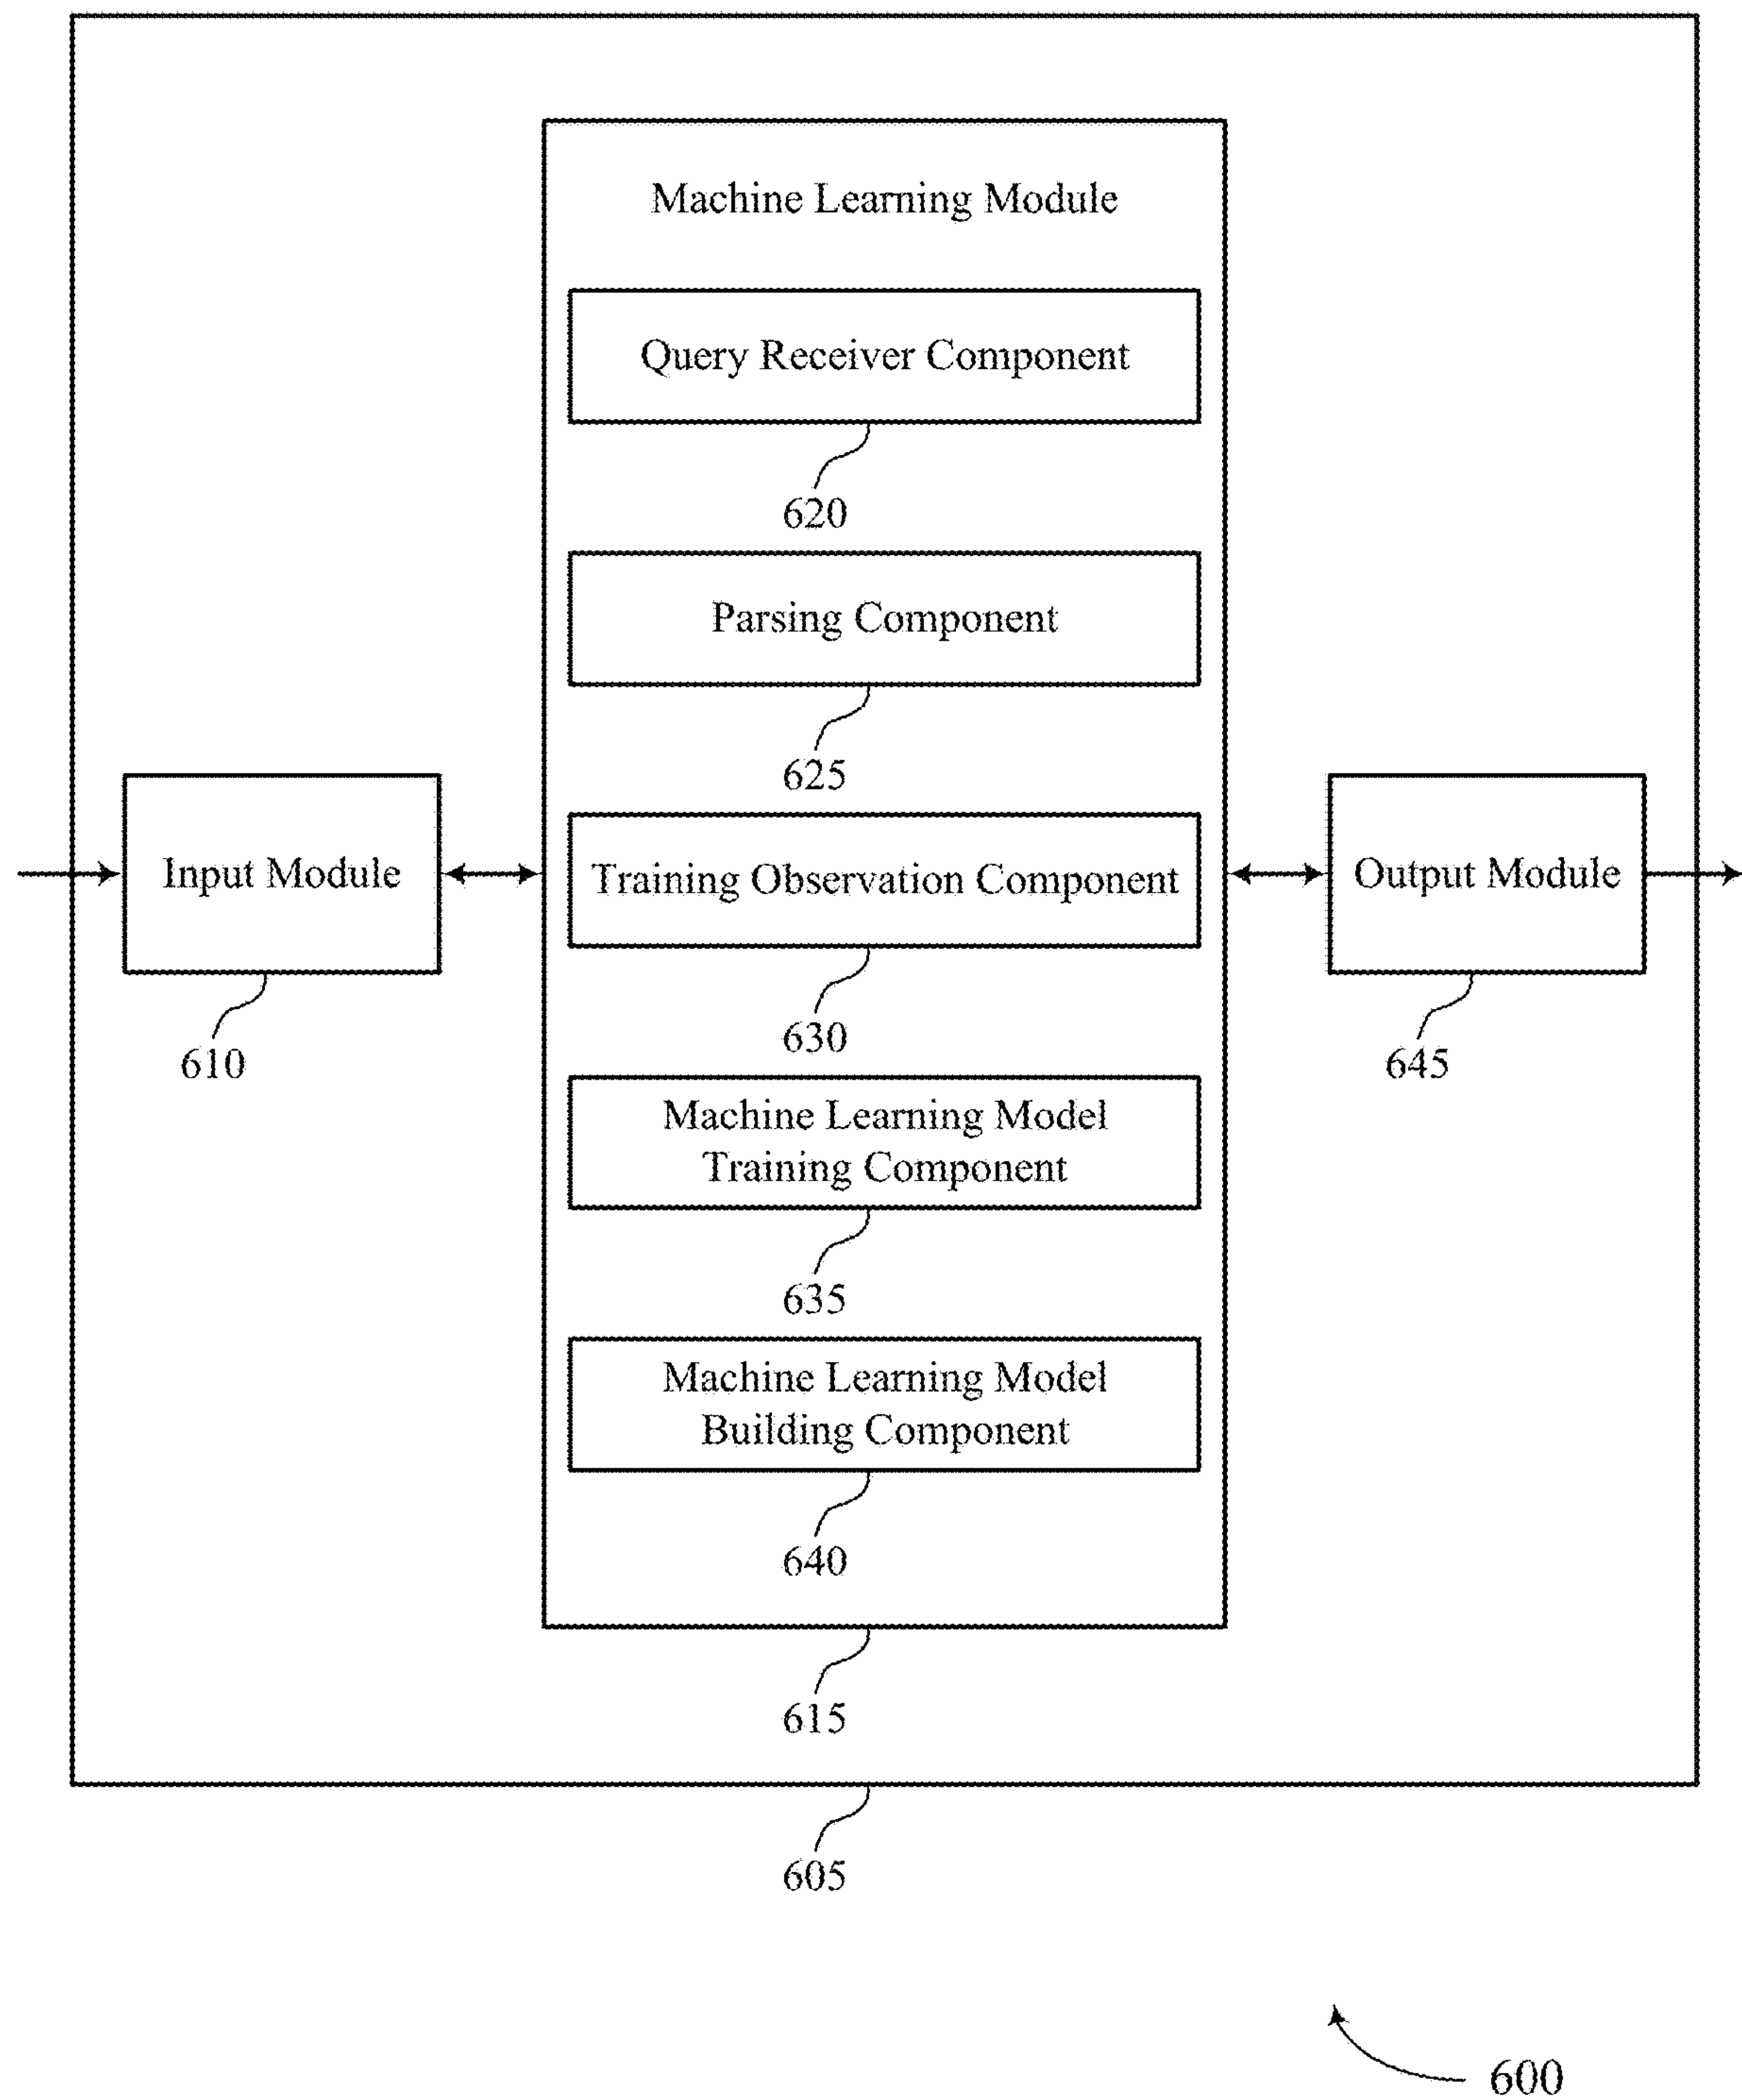 Machine Learning Module
Query Receiver Component
620
Parsing Component
625
Input Module
610
Training Observation Component
630
Output Module
645
Machine Learning Model
Training Component
635
Machine Learning Model
Building Component
640
615
605
600